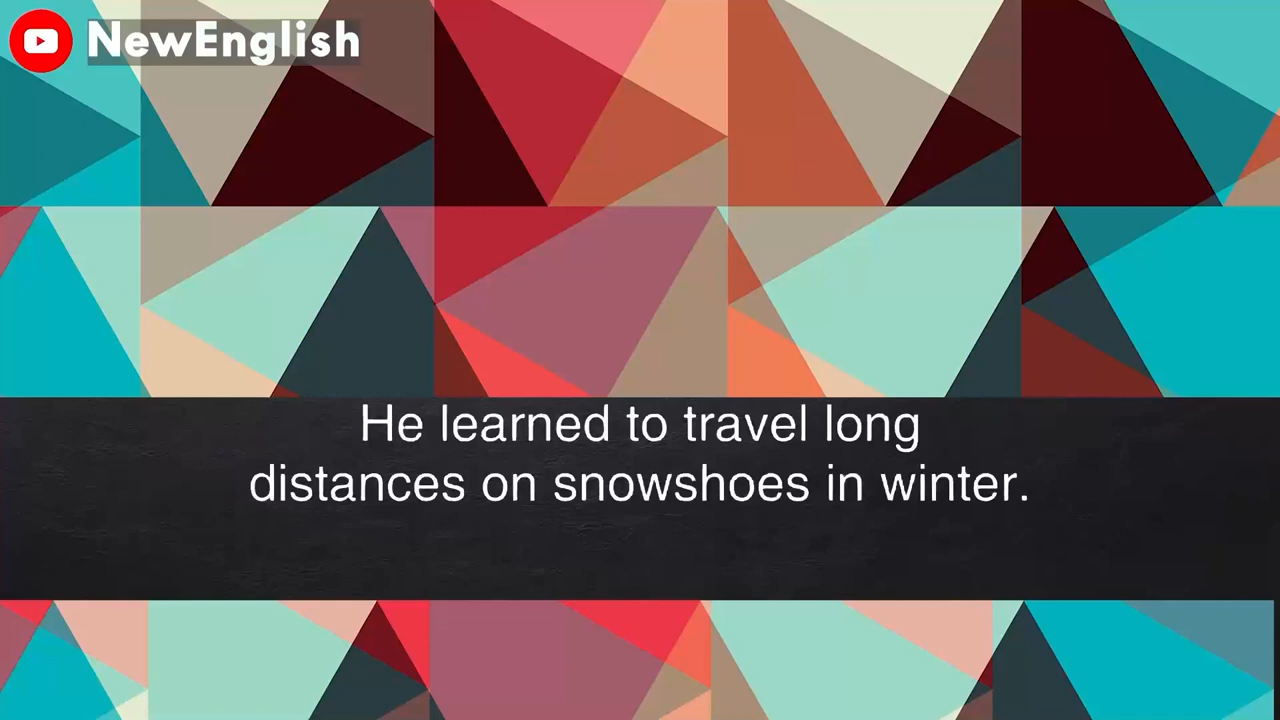 NewEnglish
He learned to travel long
distances on snowshoes in winter.